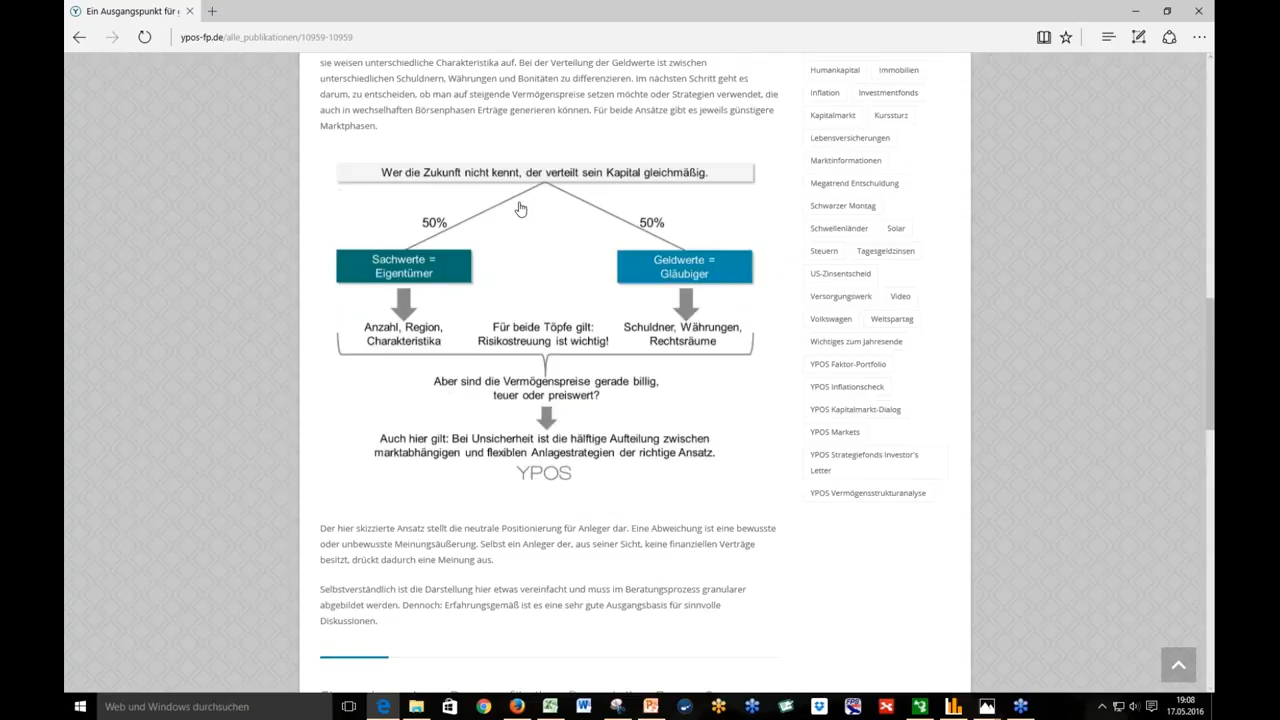 Ein Ausgangspunkt für
ypos-fp.de/alle_publikationen/10959-10959
sie weisen unterschiedliche Charakteristika auf. Bei der Verteilung der Geldwerte ist zwischen
unterschiedlichen Schuldnern, Währungen und Bonitäten zu differenzieren. Im nächsten Schritt geht es
darum, zu entscheiden, ob man auf steigende Vermögenspreise setzen möchte oder Strategien verwendet, die
auch in wechselhaften Börsenphasen Erträge generieren können. Für beide Ansätze gibt es jeweils günstigere
Marktphasen.
Wer die Zukunft nicht kennt, der verteilt sein Kapital gleichmäßig.
50%
50%
Sachwerte =
Eigentümer
Geldwerte =
Gläubiger
Anzahl, Region,
Charakteristika
Für beide Töpfe gilt:
Risikostreuung ist wichtig!
Schuldner, Währungen,
Rechtsräume
Aber sind die Vermögenspreise gerade billig,
teuer oder preiswert?
Auch hier gilt: Bei Unsicherheit ist die hälftige Aufteilung zwischen
marktabhängigen und flexiblen Anlagestrategien der richtige Ansatz.
YPOS
Der hier skizzierte Ansatz stellt die neutrale Positionierung für Anleger dar. Eine Abweichung ist eine bewusste
oder unbewusste Meinungsäußerung. Selbst ein Anleger der, aus seiner Sicht, keine finanziellen Verträge
besitzt, drückt dadurch eine Meinung aus.
Selbstverständlich ist die Darstellung hier etwas vereinfacht und muss im Beratungsprozess granularer
abgebildet werden. Dennoch: Erfahrungsgemäß ist es eine sehr gute Ausgangsbasis für sinnvolle
Diskussionen.
Humankapital Immobilien
Inflation Investmentfonds
Kapitalmarkt Kurssturz
Lebensversicherungen
Marktinformationen
Megatrend Entschuldung
Schwarzer Montag
Schwellenländer Solar
Steuern Tagesgeldzinsen
US-Zinsentscheid
Versorgungswerk Video
Volkswagen Weltspartag
Wichtiges zum Jahresende
YPOS Faktor-Portfolio
YPOS Inflationscheck
YPOS Kapitalmarkt-Dialog
YPOS Markets
YPOS Strategiefonds Investor's
Letter
YPOS Vermögensstrukturanalyse
Web und Windows durchsuchen
19:08
17.05.2016